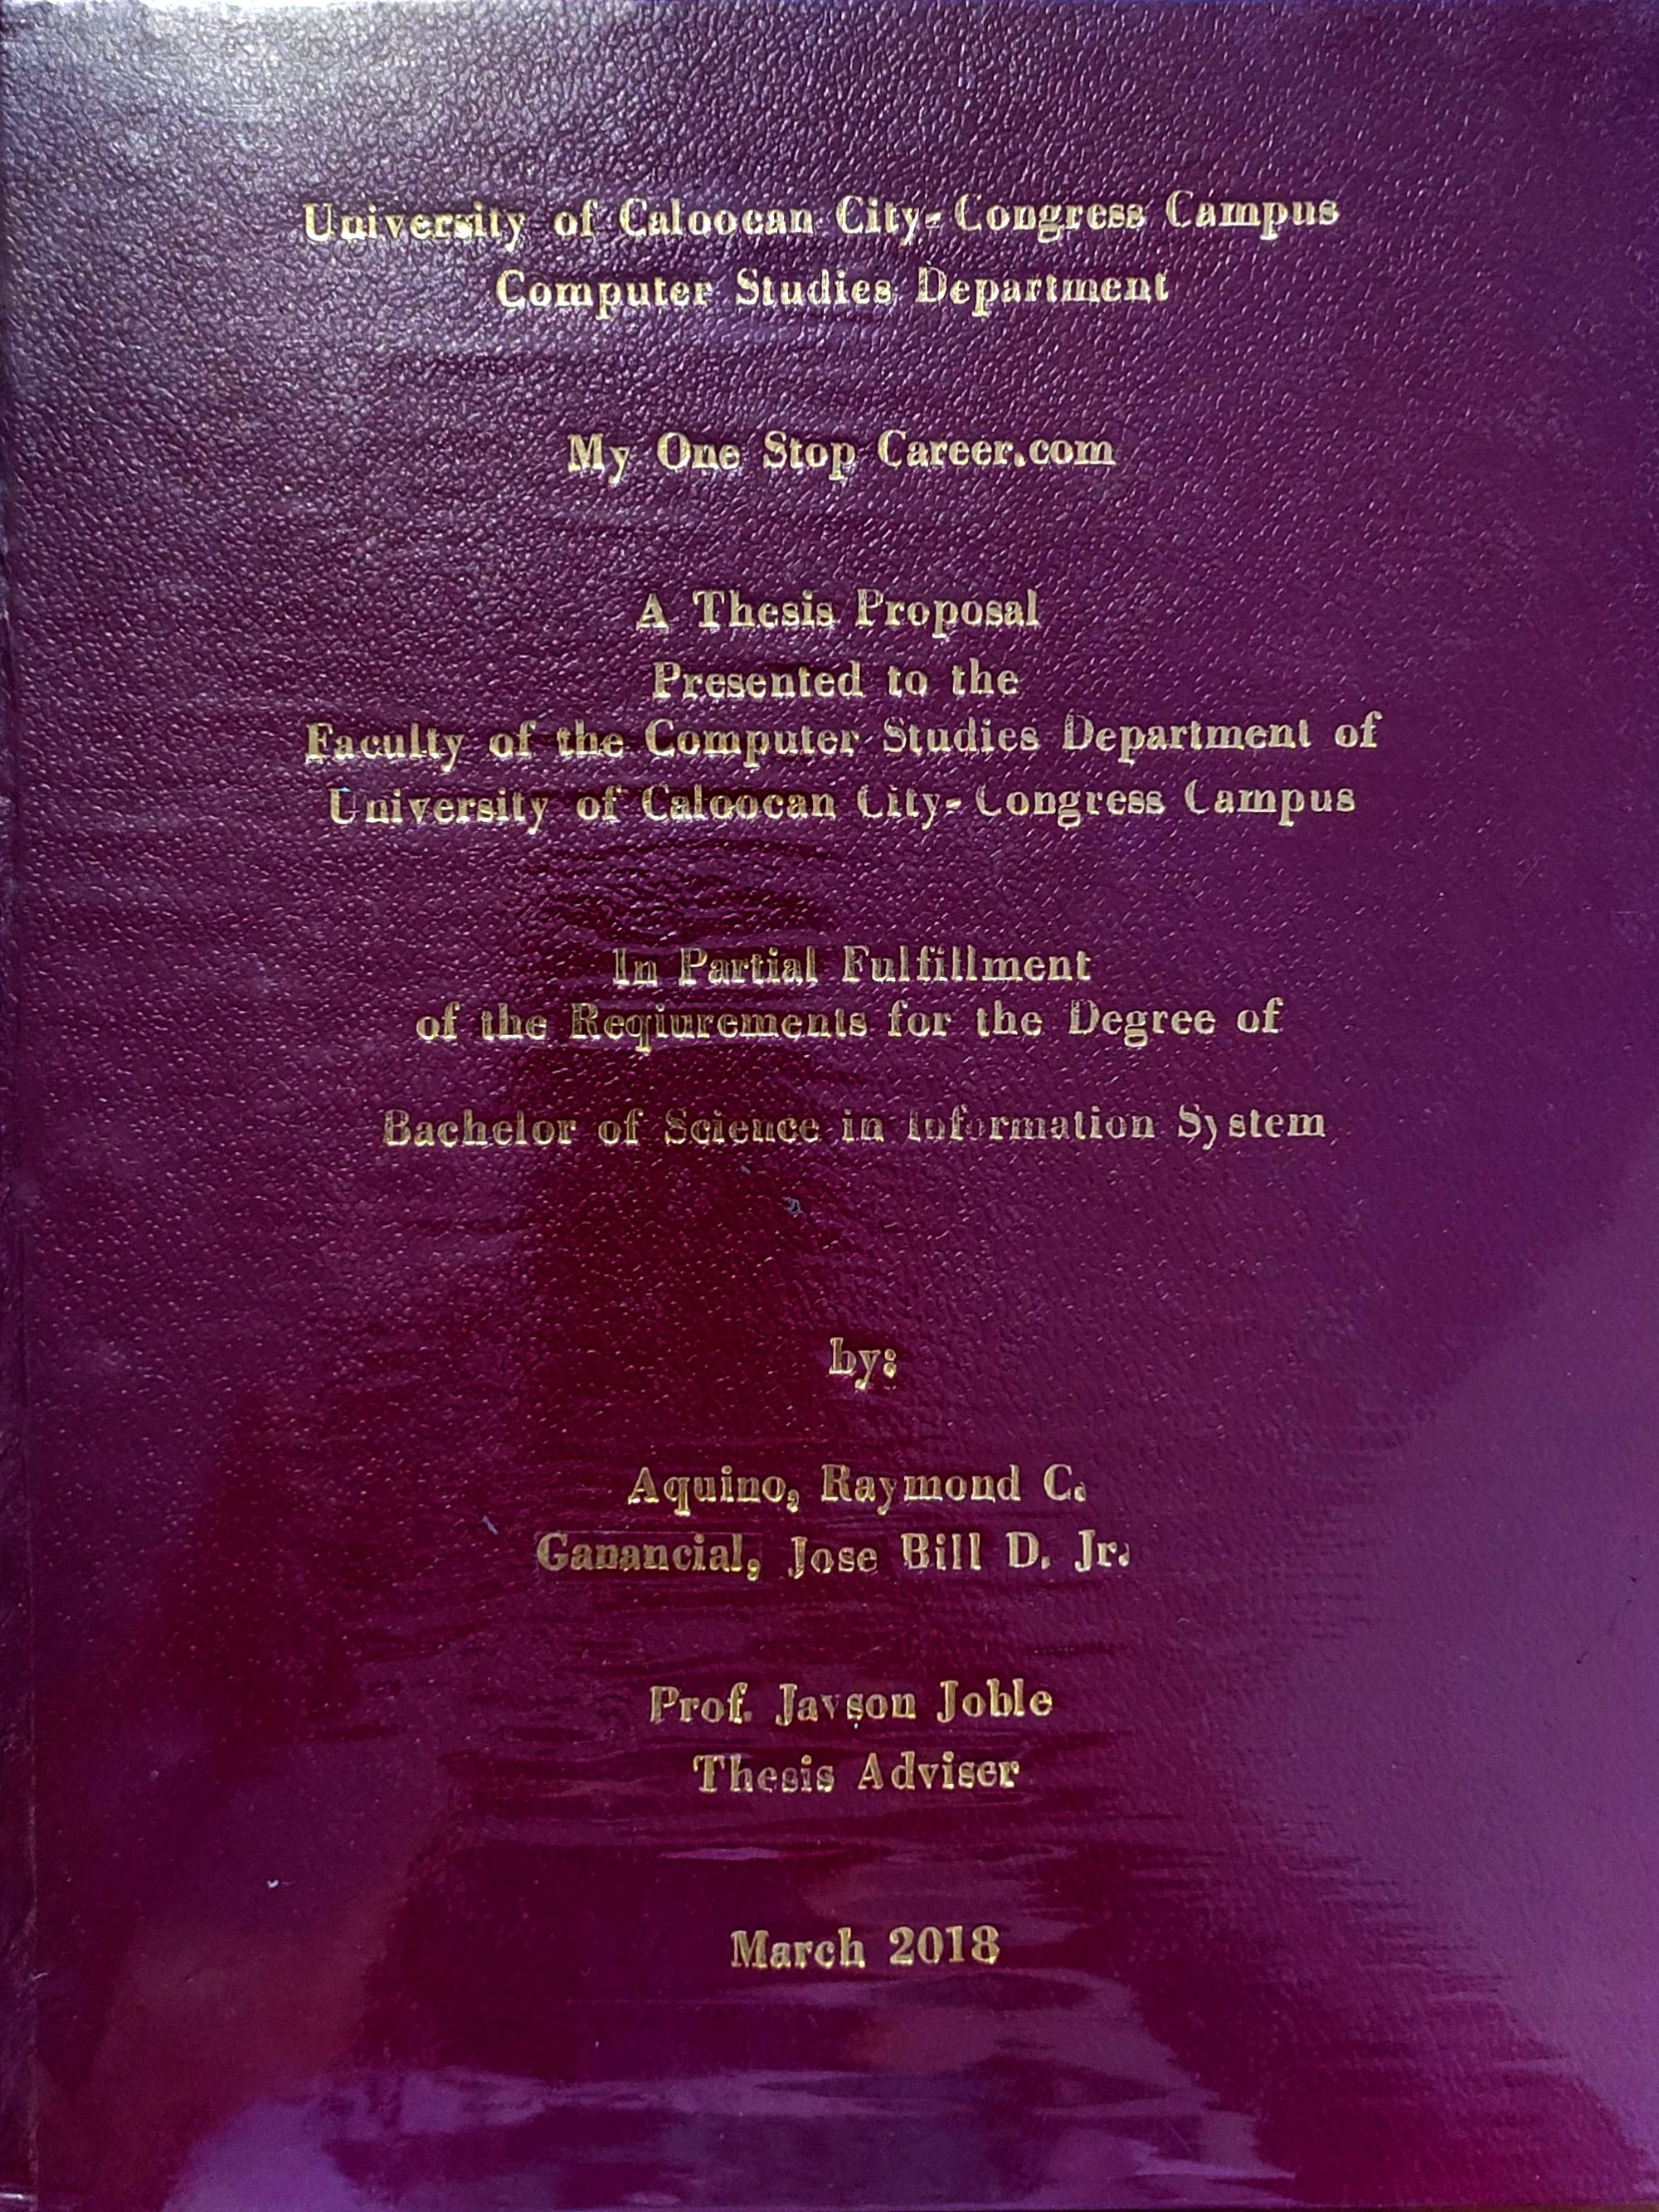 University of Caloocan City- Congress Campus
Computer Studies Department
My One Stop Career.com
A Thesis Proposal
Presented to the
Faculty of the Computer Studies Department of
University of Caloocan City- Congress Campus
In Partial Fulfillment
of the Reqiurements for the Degree of
Bachelor of Science in Information System
by:
Aquino, Raymond C.
Ganancial, Jose Bill D. Jr.
Prof. Jayson Joble
Thesis Adviser
March 2018